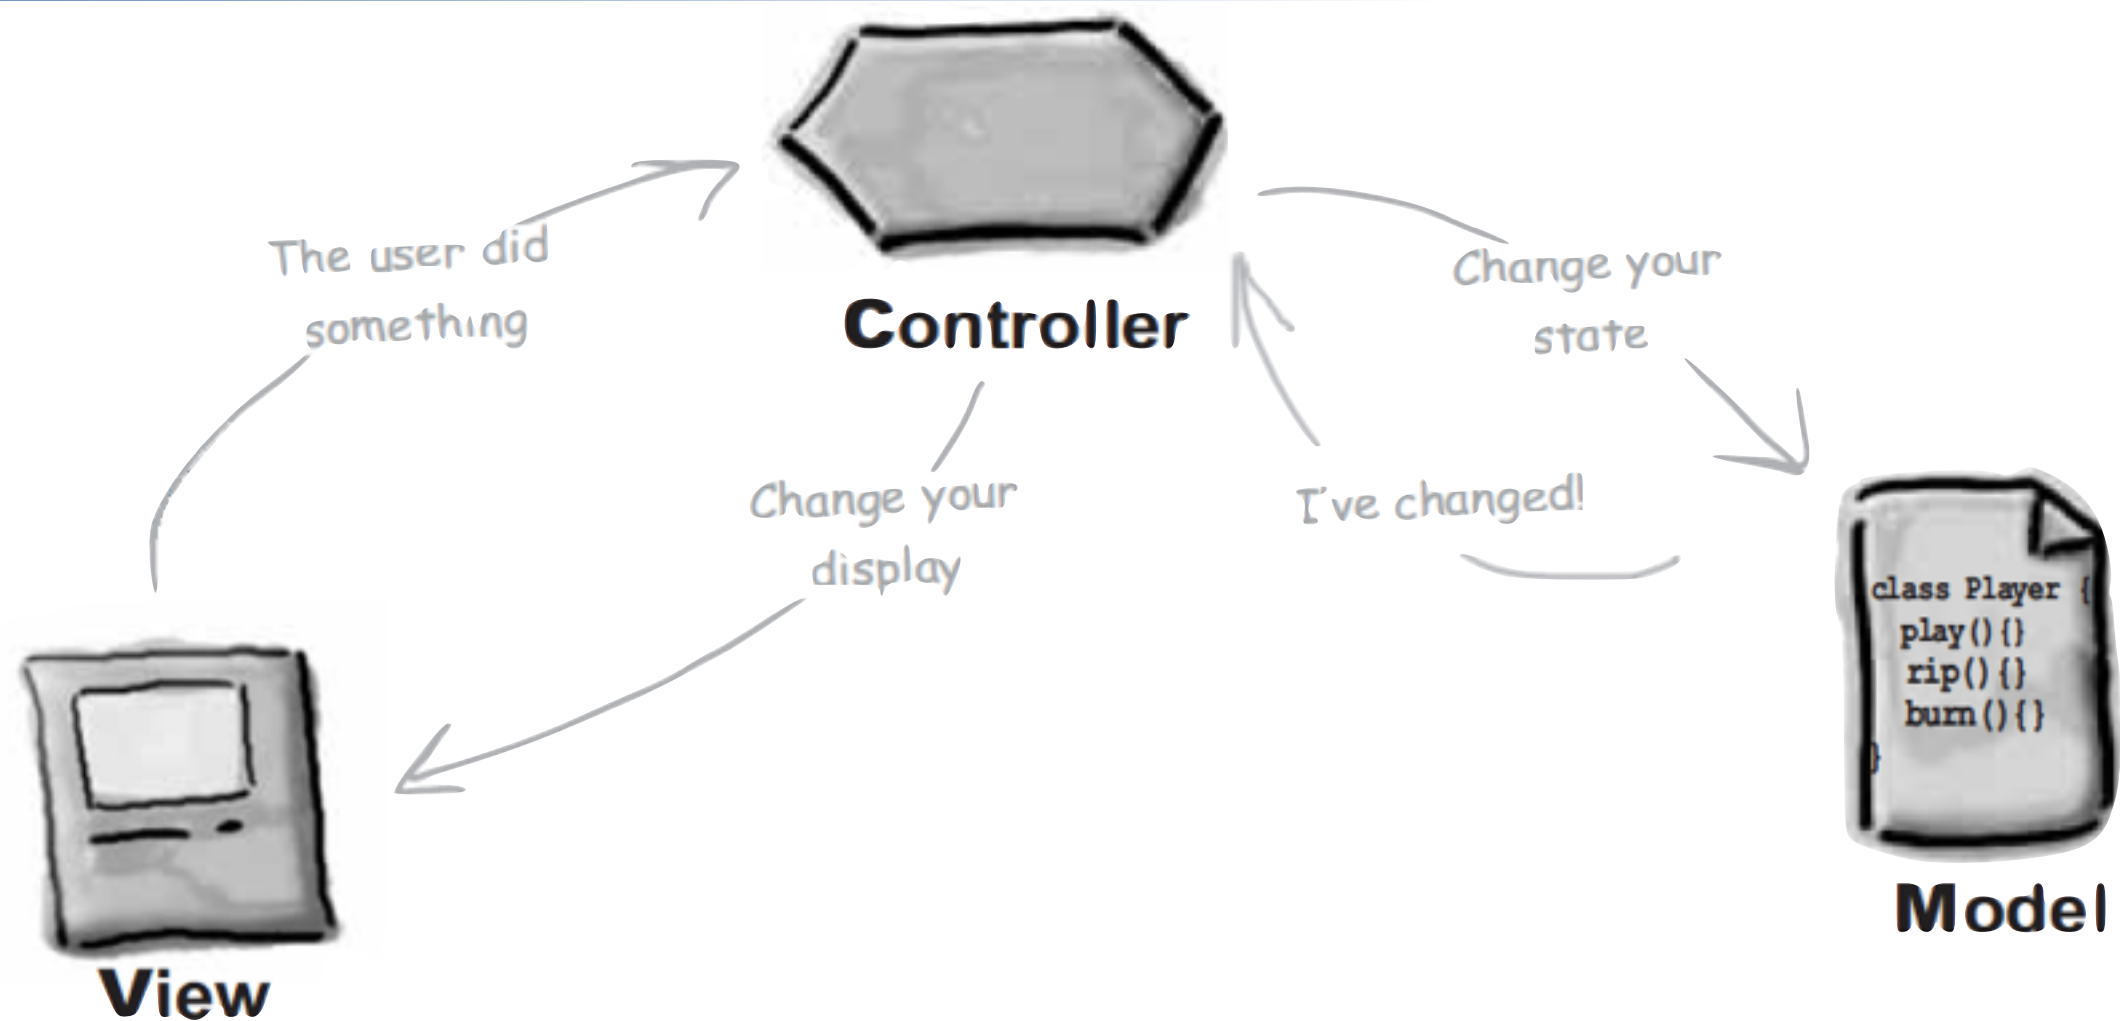 The user did
something
Controller
Change your
state
Change your
display
I've changed!
class Player {
play(){}
rip(){}
burn(){}
}
View
Model